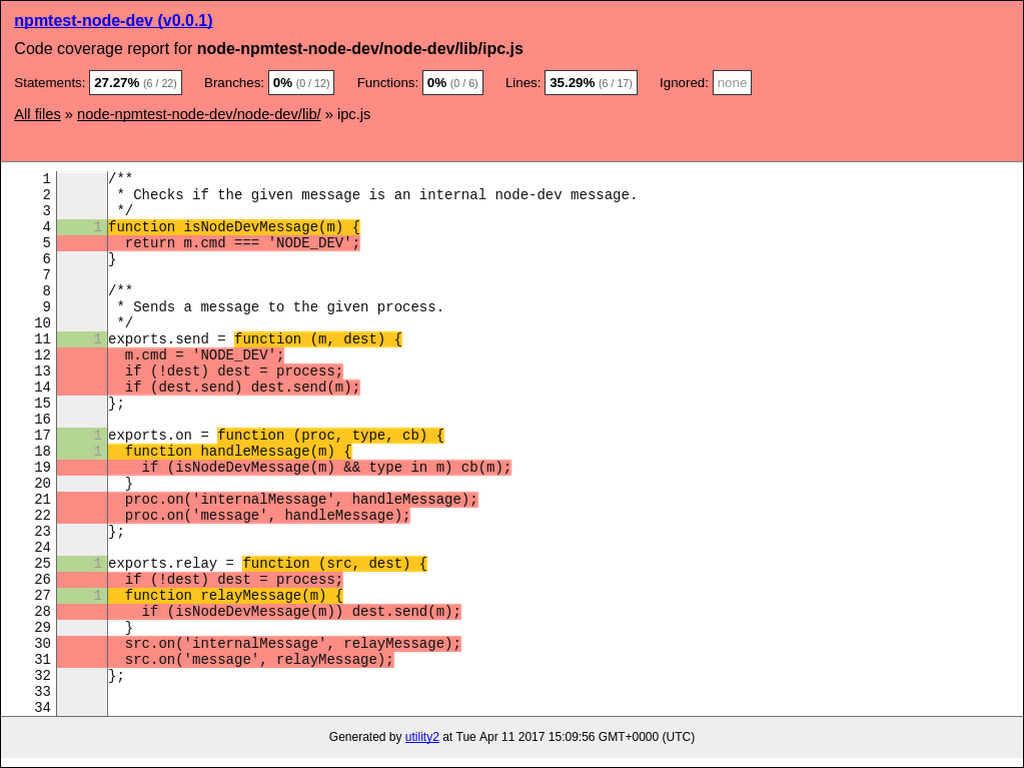 npmtest-node-dev (v0.0.1)
Code coverage report for node-npmtest-node-dev/node-dev/lib/ipc.js
Statements: 27.27% (6 / 22) Branches: 0% (0 / 12) Functions: 0% (0 / 6) Lines: 35.29% (6 / 17) Ignored: none
All files » node-npmtest-node-dev/node-dev/lib/ » ipc.js
1 /**
2  * Checks if the given message is an internal node-dev message.
3  */
4 1 function isNodeDevMessage(m) {
5   return m.cmd === 'NODE_DEV';
6 }
7
8 /**
9  * Sends a message to the given process.
10  */
11 1 exports.send = function (m, dest) {
12   m.cmd = 'NODE_DEV';
13   if (!dest) dest = process;
14   if (dest.send) dest.send(m);
15 };
16
17 1 exports.on = function (proc, type, cb) {
18 1   function handleMessage(m) {
19     if (isNodeDevMessage(m) && type in m) cb(m);
20   }
21   proc.on('internalMessage', handleMessage);
22   proc.on('message', handleMessage);
23 };
24
25 1 exports.relay = function (src, dest) {
26   if (!dest) dest = process;
27 1   function relayMessage(m) {
28     if (isNodeDevMessage(m)) dest.send(m);
29   }
30   src.on('internalMessage', relayMessage);
31   src.on('message', relayMessage);
32 };
33
34
Generated by utility2 at Tue Apr 11 2017 15:09:56 GMT+0000 (UTC)